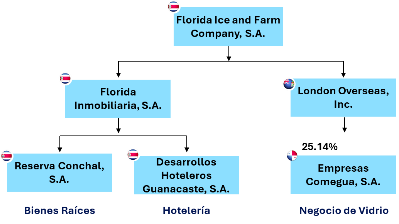 Florida Ice and Farm
Company, S.A.
Florida
Inmobiliaria, S.A.
London Overseas,
Inc.
25.14%
Reserva Conchal,
S.A.
Desarrollos
Hoteleros
Guanacaste, S.A.
Empresas
Comegua, S.A.
Bienes Raíces
Hotelería
Negocio de Vidrio